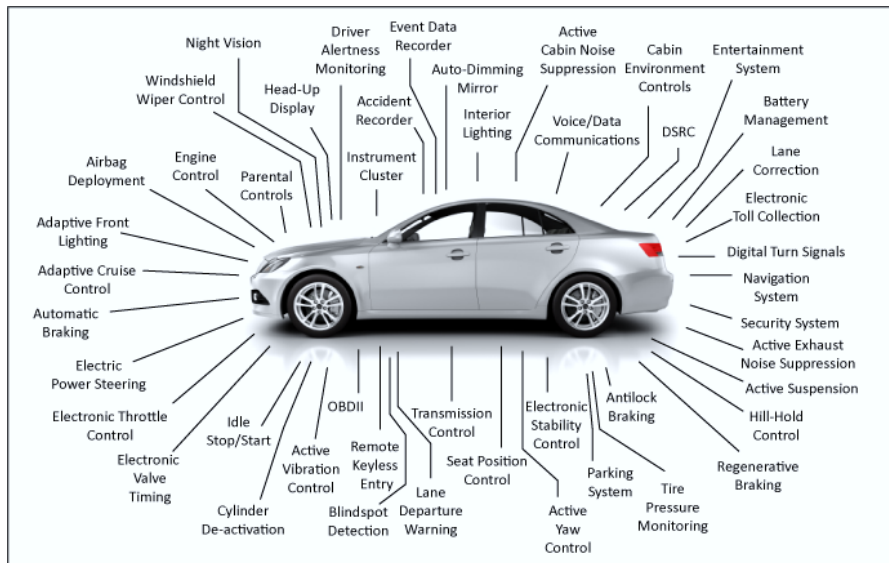 Night Vision
Driver
Alertness
Monitoring
Event Data
Recorder
Active
Cabin Noise
Suppression
Cabin
Environment
Controls
Entertainment
System
Windshield
Wiper Control
Head-Up
Display
Accident
Recorder
Auto-Dimming
Mirror
Interior
Lighting
Voice/Data
Communications
DSRC
Battery
Management
Airbag
Deployment
Engine
Control
Parental
Controls
Instrument
Cluster
Lane
Correction
Electronic
Toll Collection
Adaptive Front
Lighting
Digital Turn Signals
Adaptive Cruise
Control
Navigation
System
Automatic
Braking
Security System
Electric
Power Steering
Active Exhaust
Noise Suppression
Active Suspension
Electronic Throttle
Control
Idle
Stop/Start
OBDII
Transmission
Control
Electronic
Stability
Control
Antilock
Braking
Hill-Hold
Control
Electronic
Valve
Timing
Active
Vibration
Control
Remote
Keyless
Entry
Seat Position
Control
Parking
System
Regenerative
Braking
Cylinder
De-activation
Blindspot
Detection
Lane
Departure
Warning
Active
Yaw
Control
Tire
Pressure
Monitoring